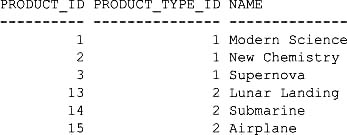 PRODUCT_ID PRODUCT_TYPE_ID NAME
---------- --------------- ---------------
1 1 Modern Science
2 1 New Chemistry
3 1 Supernova
13 2 Lunar Landing
14 2 Submarine
15 2 Airplane